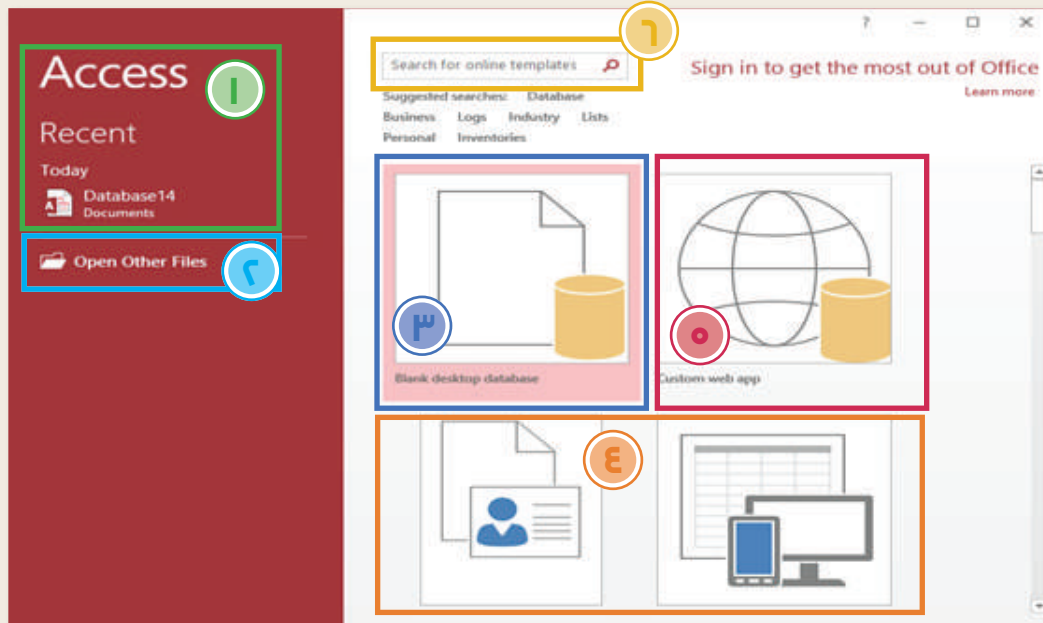 Access
١
Recent
Today
Database14
Documents
Open Other Files
٢
?
٦
Search for online templates
Sign in to get the most out of Office
Learn more
Suggested searches: Database
Business Logs Industry Lists
Personal Inventories
٣
Blank desktop database
٥
Custom web app
٤